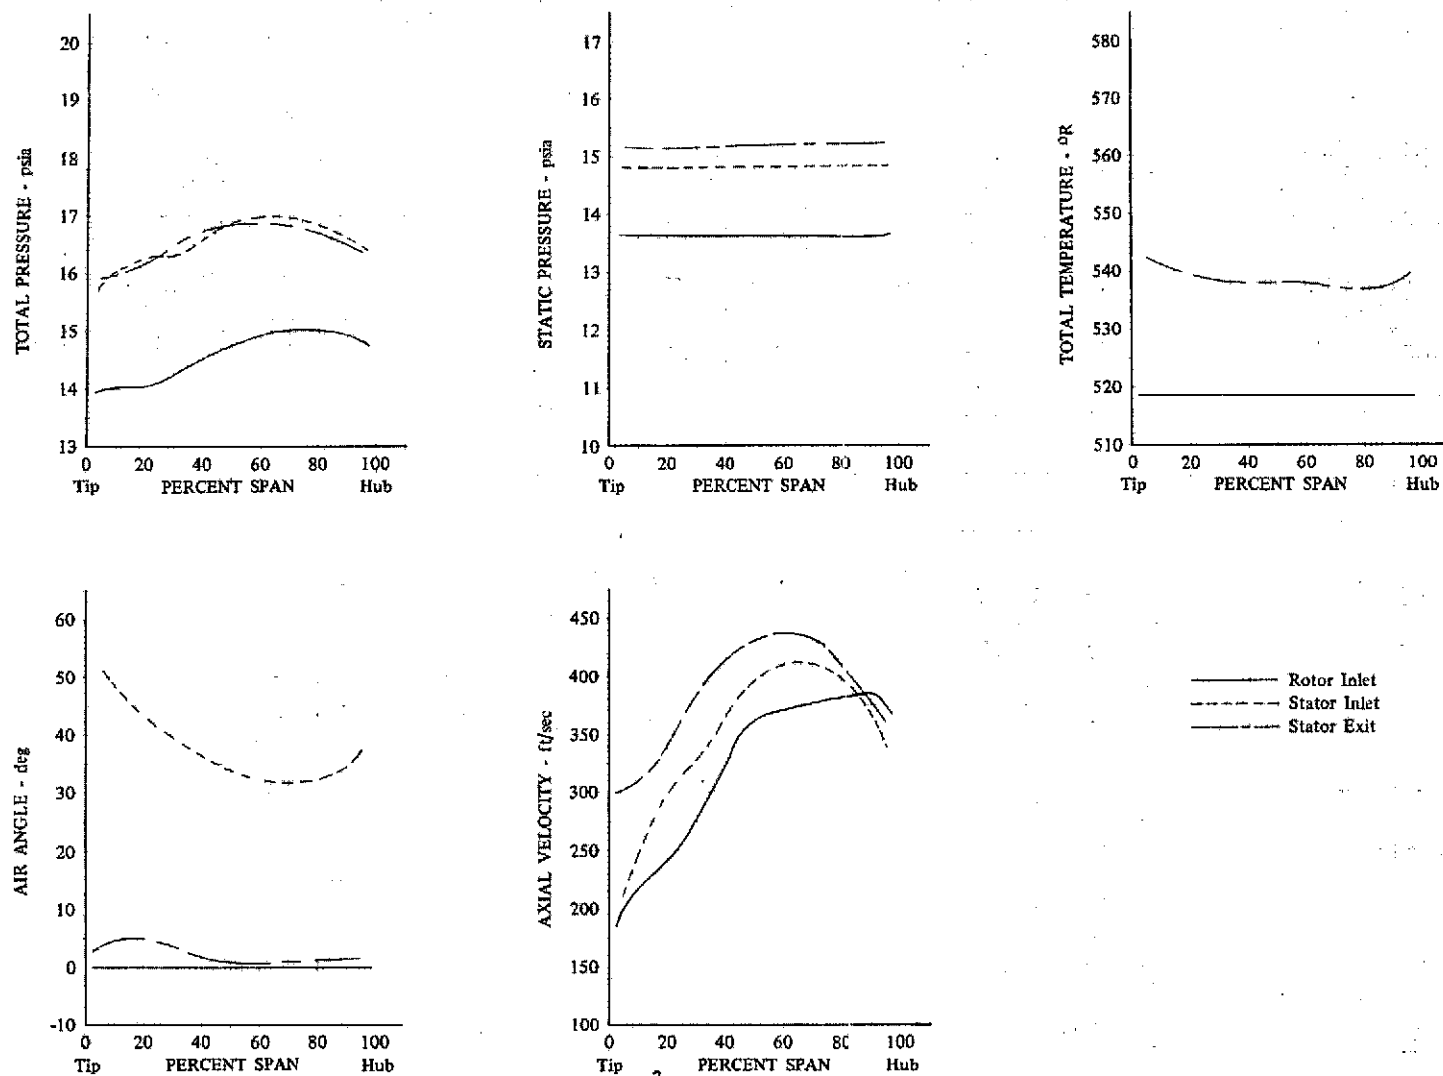 TOTAL PRESSURE - psia
20
19
18
17
16
15
14
13
0 20 40 60 80 100
Tip PERCENT SPAN Hub
STATIC PRESSURE - psia
17
16
15
14
13
12
11
10
0 20 40 60 80 100
Tip PERCENT SPAN Hub
TOTAL TEMPERATURE - ºR
580
570
560
550
540
530
520
510
0 20 40 60 80 100
Tip PERCENT SPAN Hub
AIR ANGLE - deg
60
50
40
30
20
10
0
-10
0 20 40 60 80 100
Tip PERCENT SPAN Hub
AXIAL VELOCITY - ft/sec
450
400
350
300
250
200
150
100
0 20 40 60 80 100
Tip PERCENT SPAN Hub
Rotor Inlet
Stator Inlet
Stator Exit